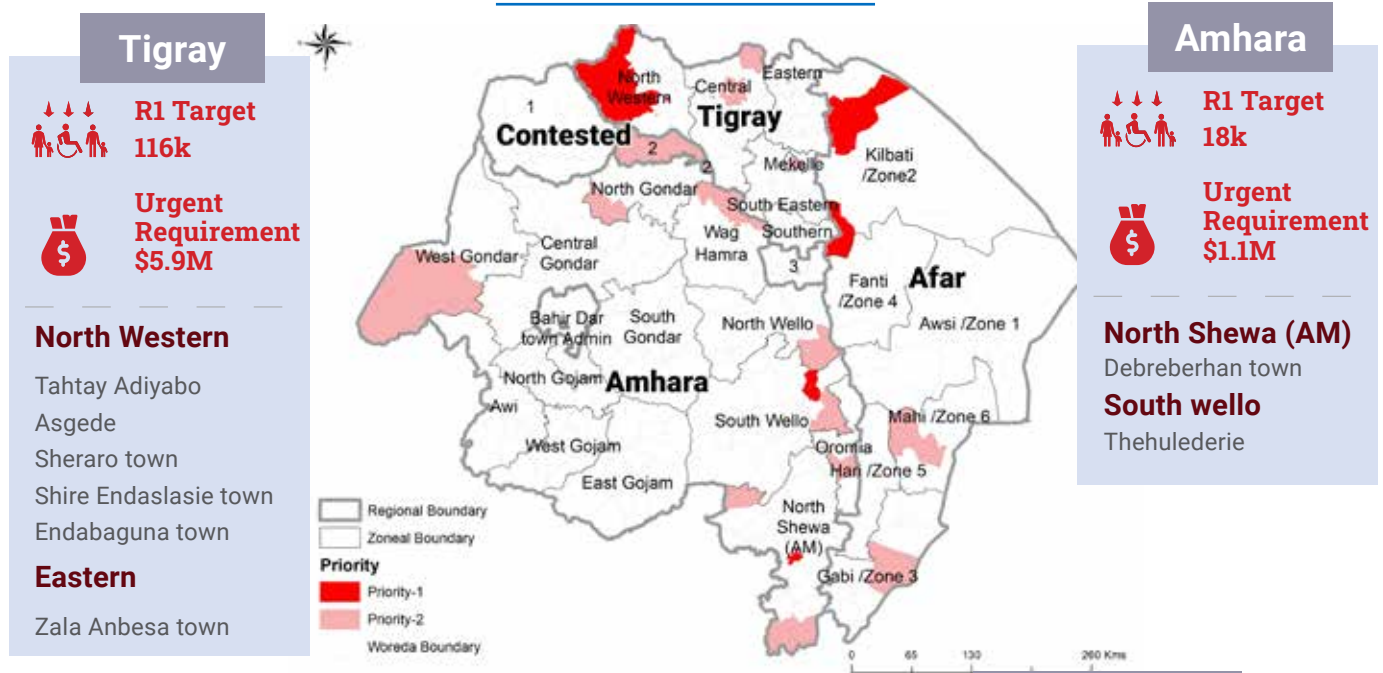 Tigray
R1 Target
116k
Urgent
Requirement
$5.9M
North Western
Tahtay Adiyabo
Asgede
Sheraro town
Shire Endaslasie town
Endabaguna town
Eastern
Zala Anbesa town
1
Contested
North
Western
Central
Eastern
Tigray
2
2
Mekelle
Kilbati
/Zone2
North Gondar
South Eastern
Wag
Hamra
Southern
3
West Gondar
Central
Gondar
Fanti
/Zone 4
Afar
Awsi /Zone 1
Bahir Dar
town Admin
South
Gondar
North Wello
North Gojam
Amhara
Awi
South Wello
Mahi /Zone 6
West Gojam
Oromia
Hari /Zone 5
East Gojam
North
Shewa
(AM)
Gabi /Zone 3
Regional Boundary
Zoneal Boundary
Priority
Priority-1
Priority-2
Woreda Boundary
0 65 130 260 Kms
Amhara
R1 Target
18k
Urgent
Requirement
$1.1M
North Shewa (AM)
Debreberhan town
South wello
Thehulederie